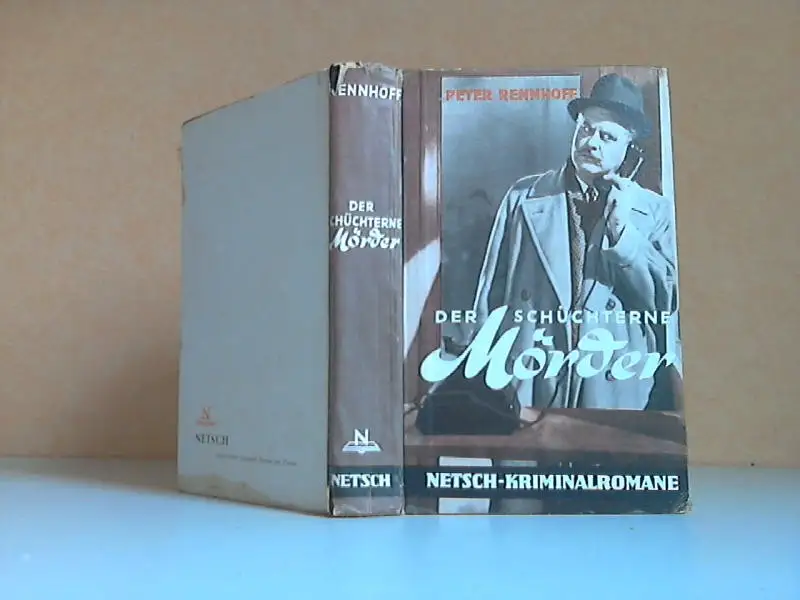 PETER RENNHOFF
DER SCHÜCHTERNE
Mörder
NETSCH-KRIMINALROMANE
RENNHOFF
DER
SCHÜCHTERNE
Mörder
N
NETSCH
N
NETSCH